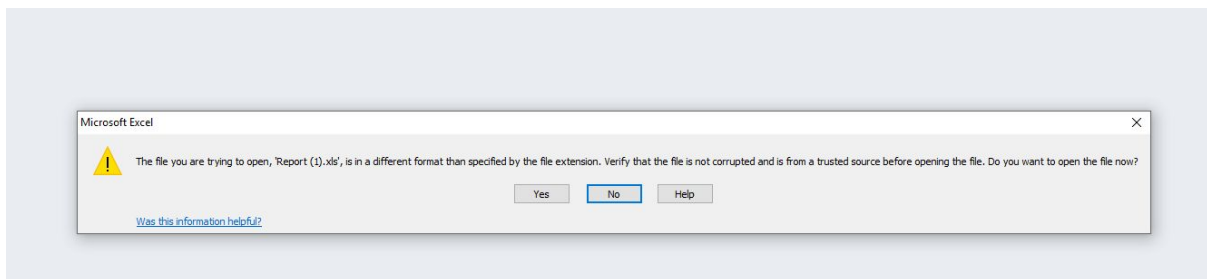 Microsoft Excel
The file you are trying to open, 'Report (1).xls', is in a different format than specified by the file extension. Verify that the file is not corrupted and is from a trusted source before opening the file. Do you want to open the file now?
Yes No Help
Was this information helpful?